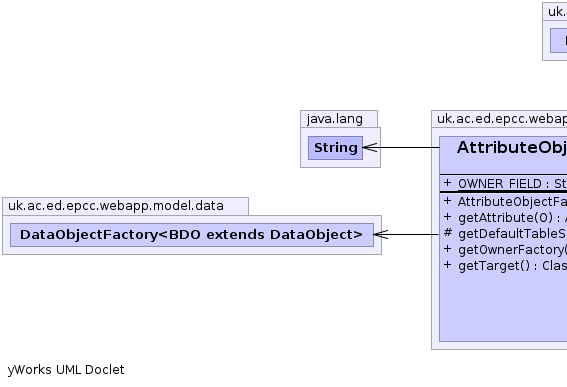 uk.
java.lang
String
uk.ac.ed.epcc.webapp
AttributeObj
+ OWNER_FIELD : St
+ AttributeObjectFa
+ getAttribute(O) :
# getDefaultTableS
+ getOwnerFactory(
+ getTarget() : Clas
uk.ac.ed.epcc.webapp.model.data
DataObjectFactory<BDO extends DataObject>
yWorks UML Doclet